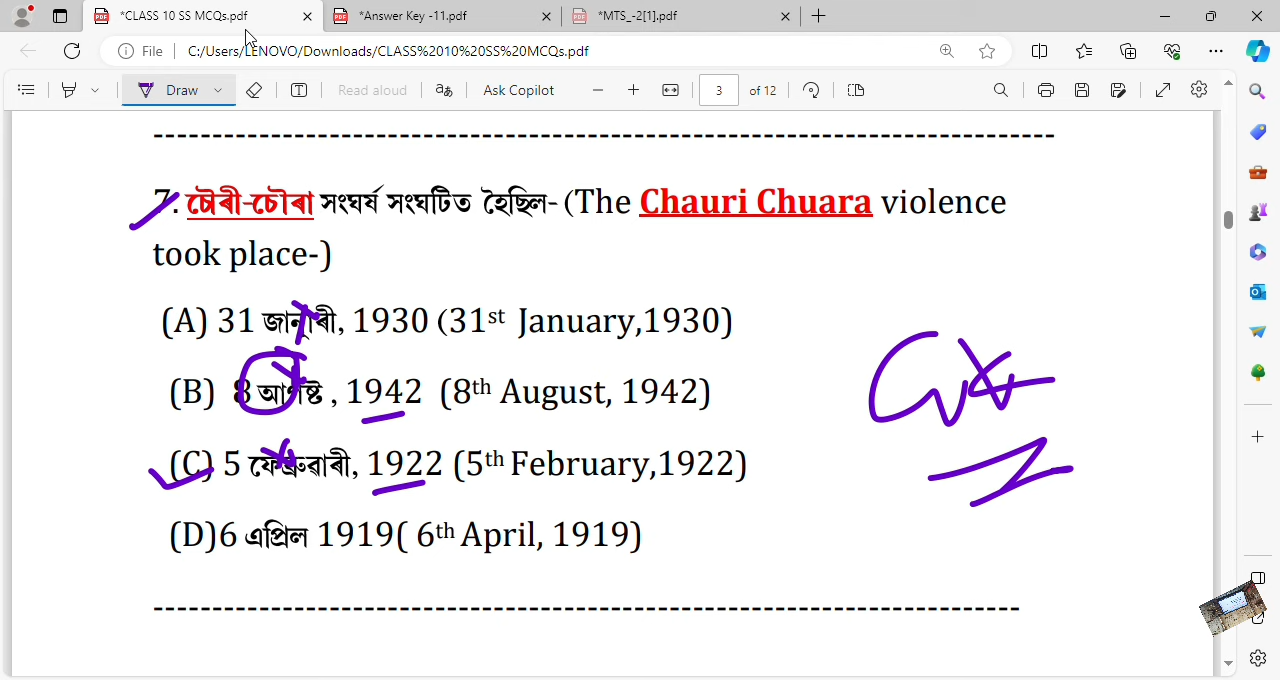 *CLASS 10 SS MCQs.pdf
*Answer Key -11.pdf
*MTS_-2[1].pdf
File
C:/Users/LENOVO/Downloads/CLASS%2010%20SS%20MCQs.pdf
Draw
Read aloud
aあ
Ask Copilot
3
of 12
7. চৌৰী-চৌৰা সংঘৰ্ষ সংঘটিত হৈছিল- (The Chauri Chuara violence
took place-)
(A) 31 জানুৱাৰী, 1930 (31st January,1930)
(B) 8 আগষ্ট , 1942 (8th August, 1942)
(C) 5 ফেব্ৰুৱাৰী, 1922 (5th February,1922)
(D)6 এপ্ৰিল 1919( 6th April, 1919)